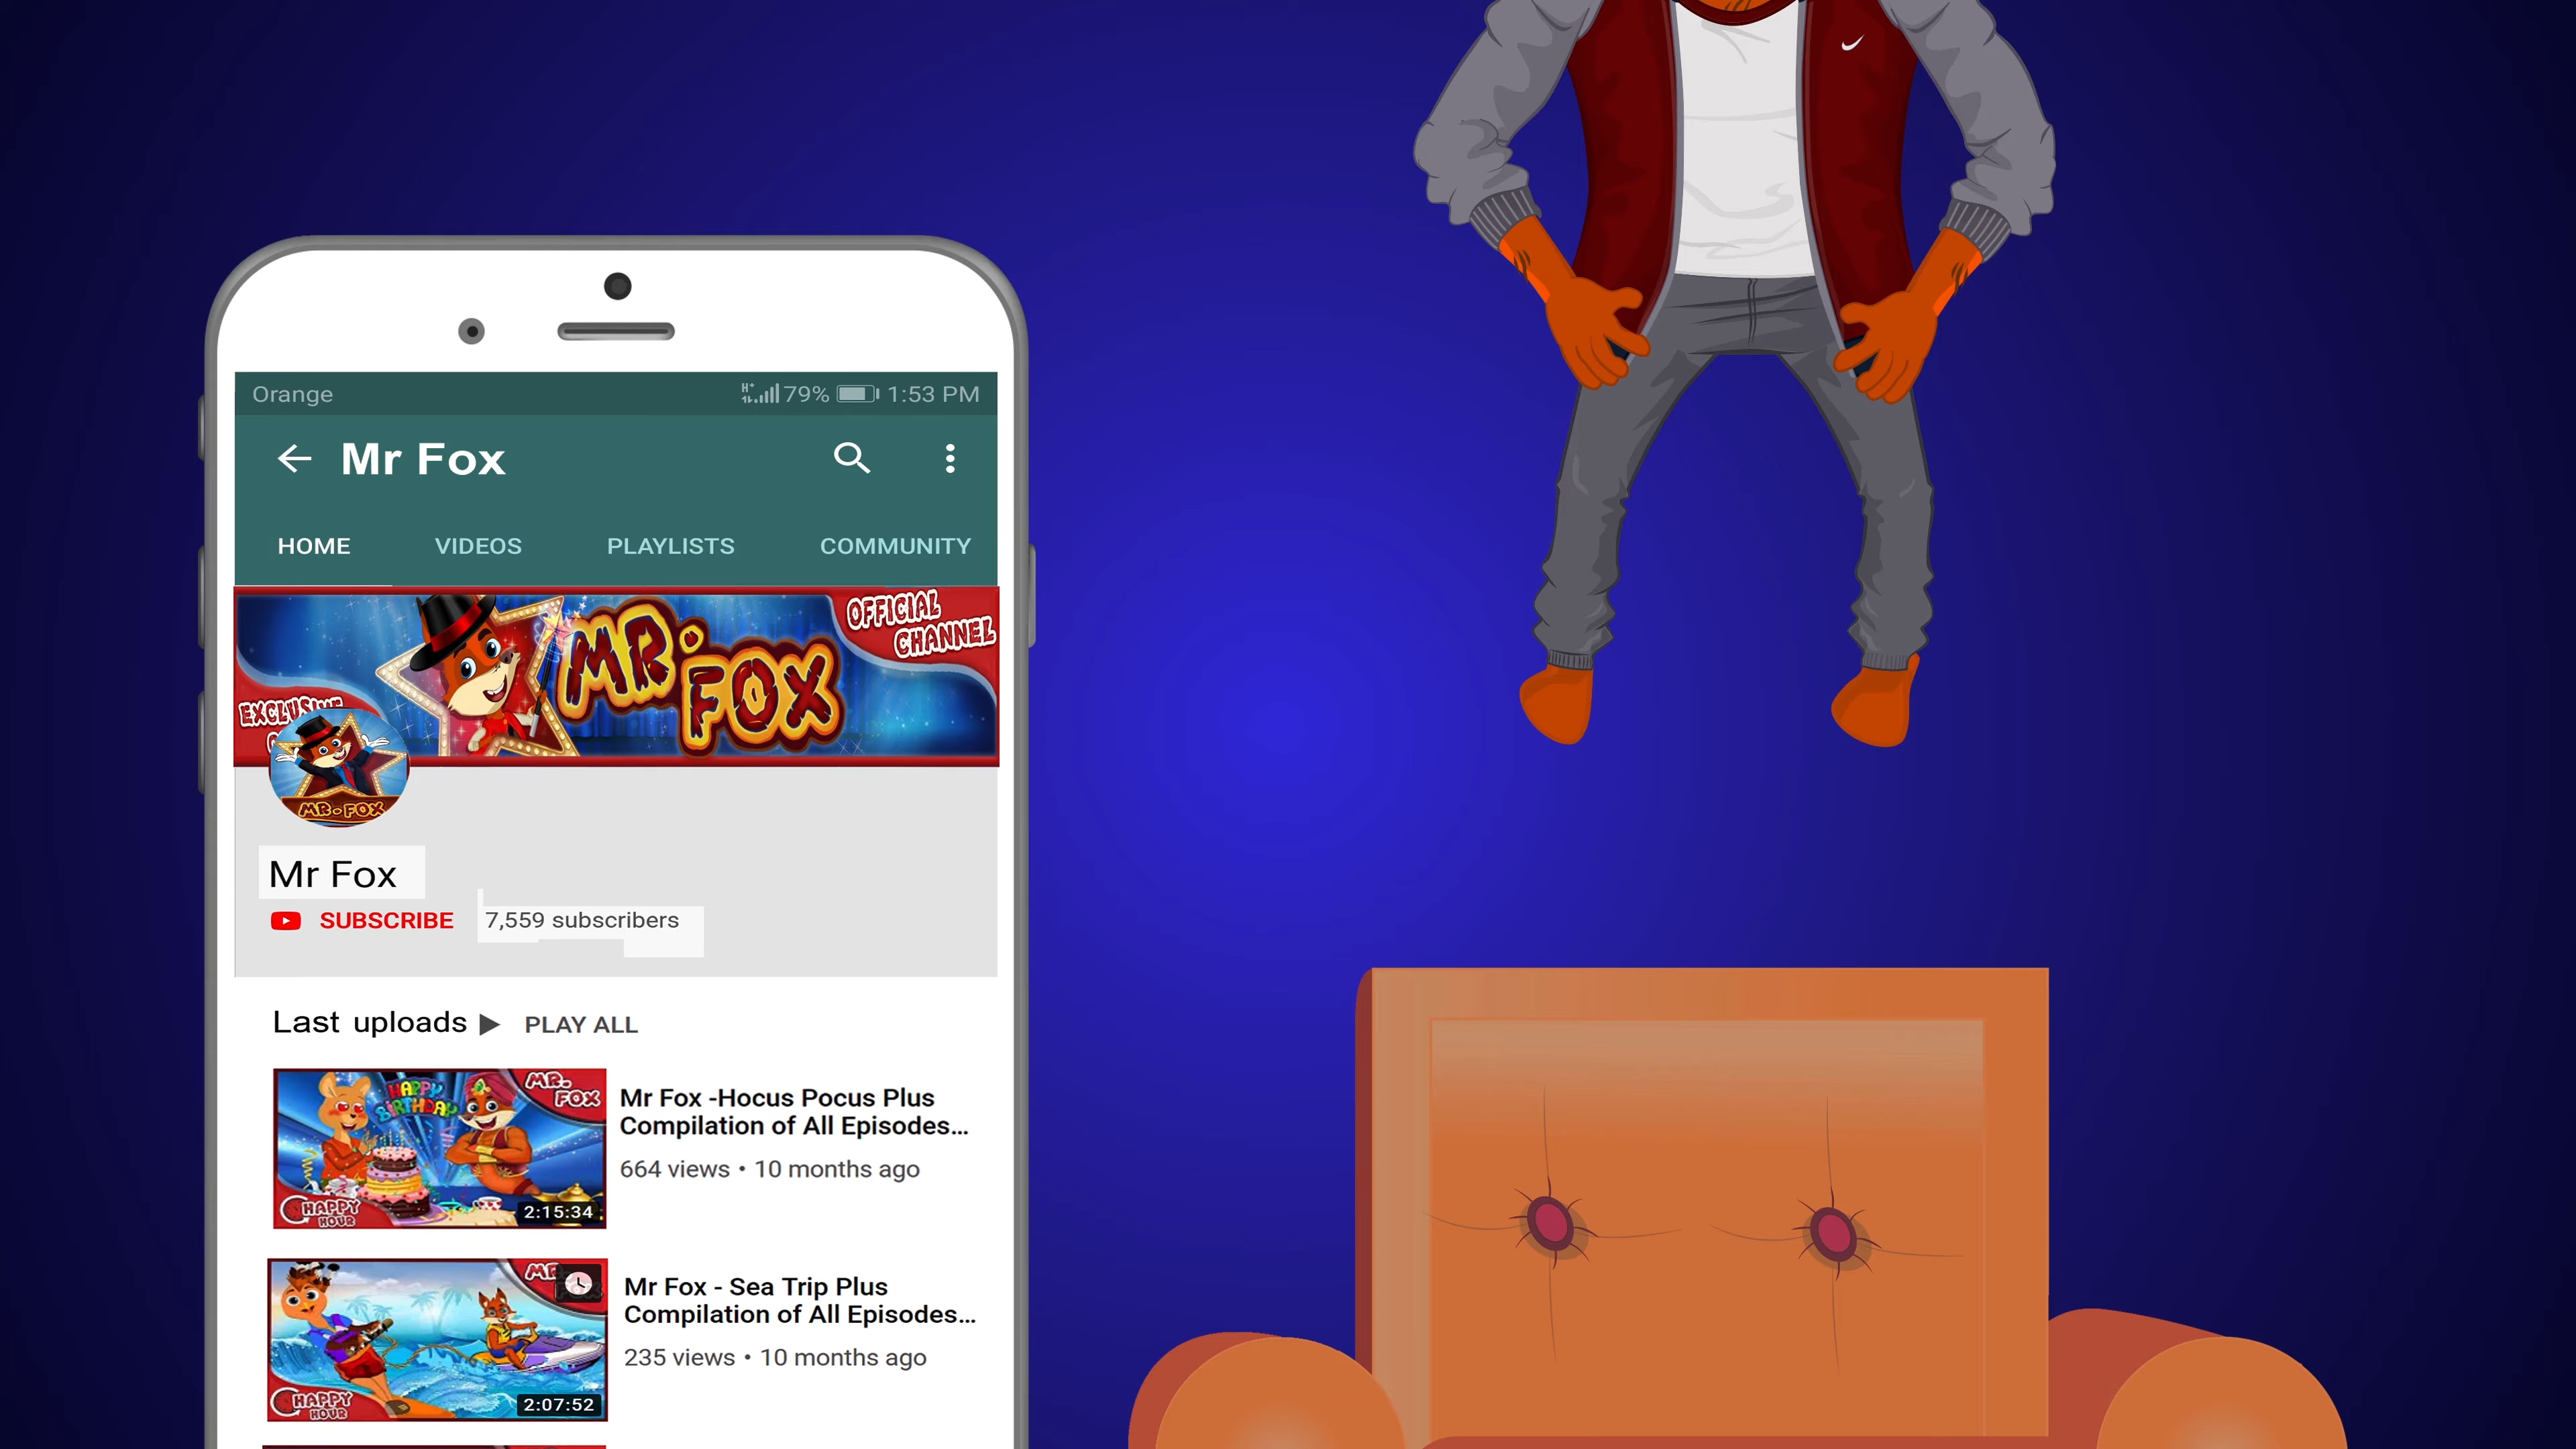 Orange
H+ 79% 1:53 PM
Mr Fox
HOME VIDEOS PLAYLISTS COMMUNITY
OFFICIAL
CHANNEL
MR.
FOX
EXCLUSIVE
MR-FOX
Mr Fox
SUBSCRIBE 7,559 subscribers
Last uploads PLAY ALL
HAPPY
BIRTHDAY
MR.
FOX
HAPPY
HOUR
2:15:34
Mr Fox -Hocus Pocus Plus
Compilation of All Episodes...
664 views • 10 months ago
HAPPY
HOUR
2:07:52
Mr Fox - Sea Trip Plus
Compilation of All Episodes...
235 views • 10 months ago